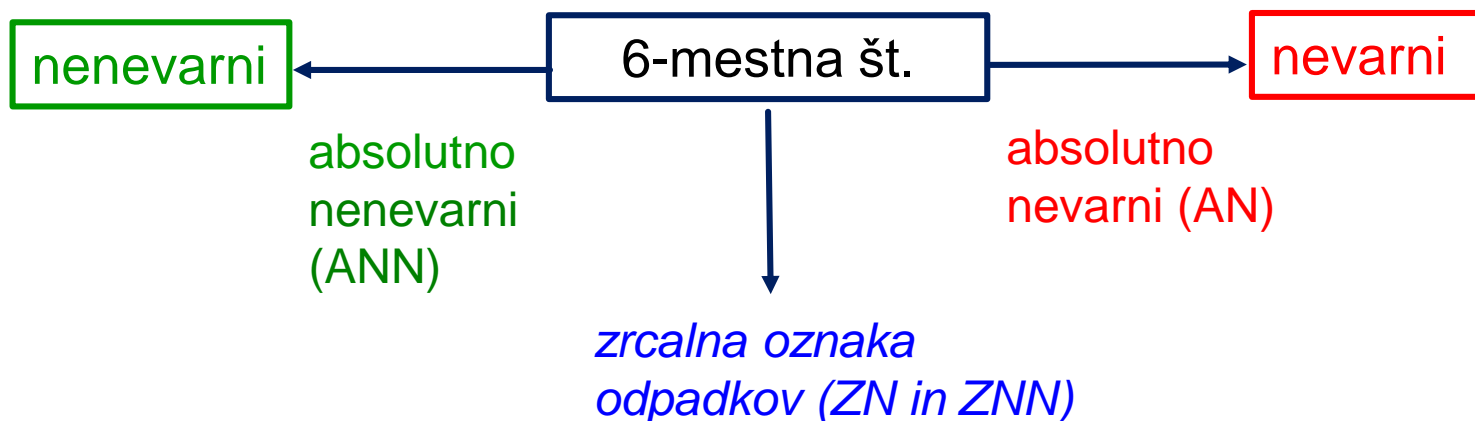 nenevarni
6-mestna št.
nevarni
absolutno
nenevarni
(ANN)
absolutno
nevarni (AN)
zrcalna oznaka
odpadkov (ZN in ZNN)